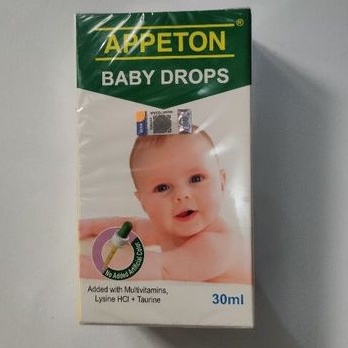 APPETON®
BABY DROPS
No Added Artificial Color
Added with Multivitamins,
Lysine HCl + Taurine
30ml